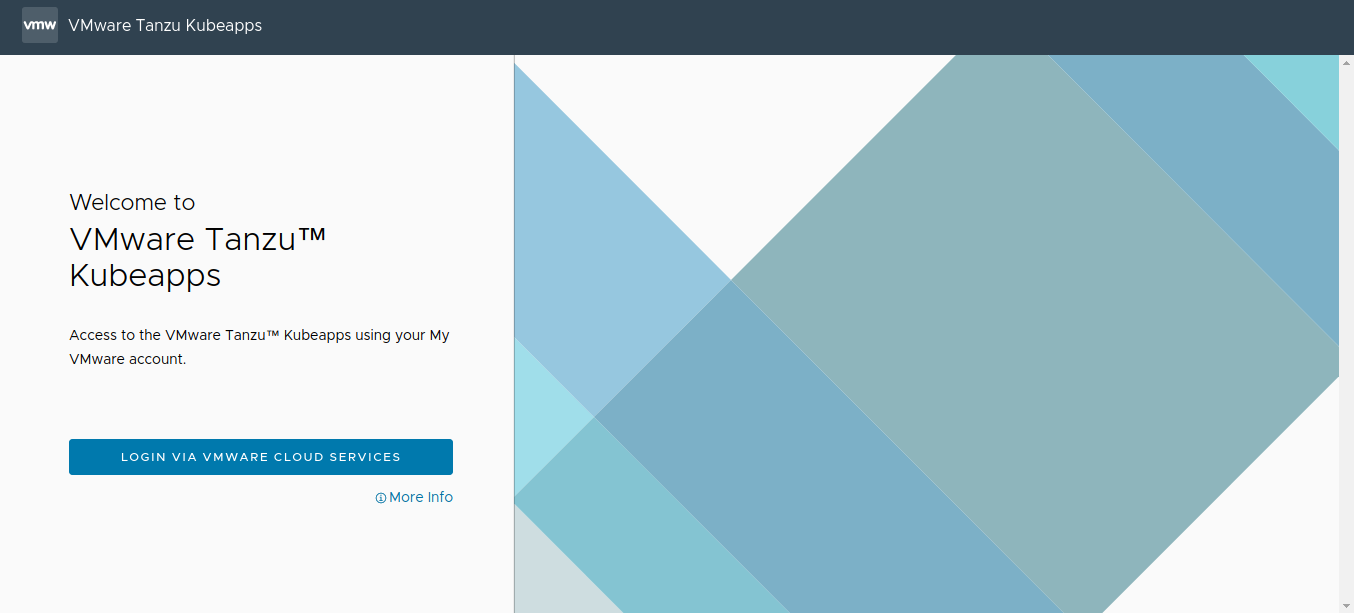 vmw VMware Tanzu Kubeapps
Welcome to
VMware Tanzu™
Kubeapps
Access to the VMware Tanzu™ Kubeapps using your My
VMware account.
LOGIN VIA VMWARE CLOUD SERVICES
More Info